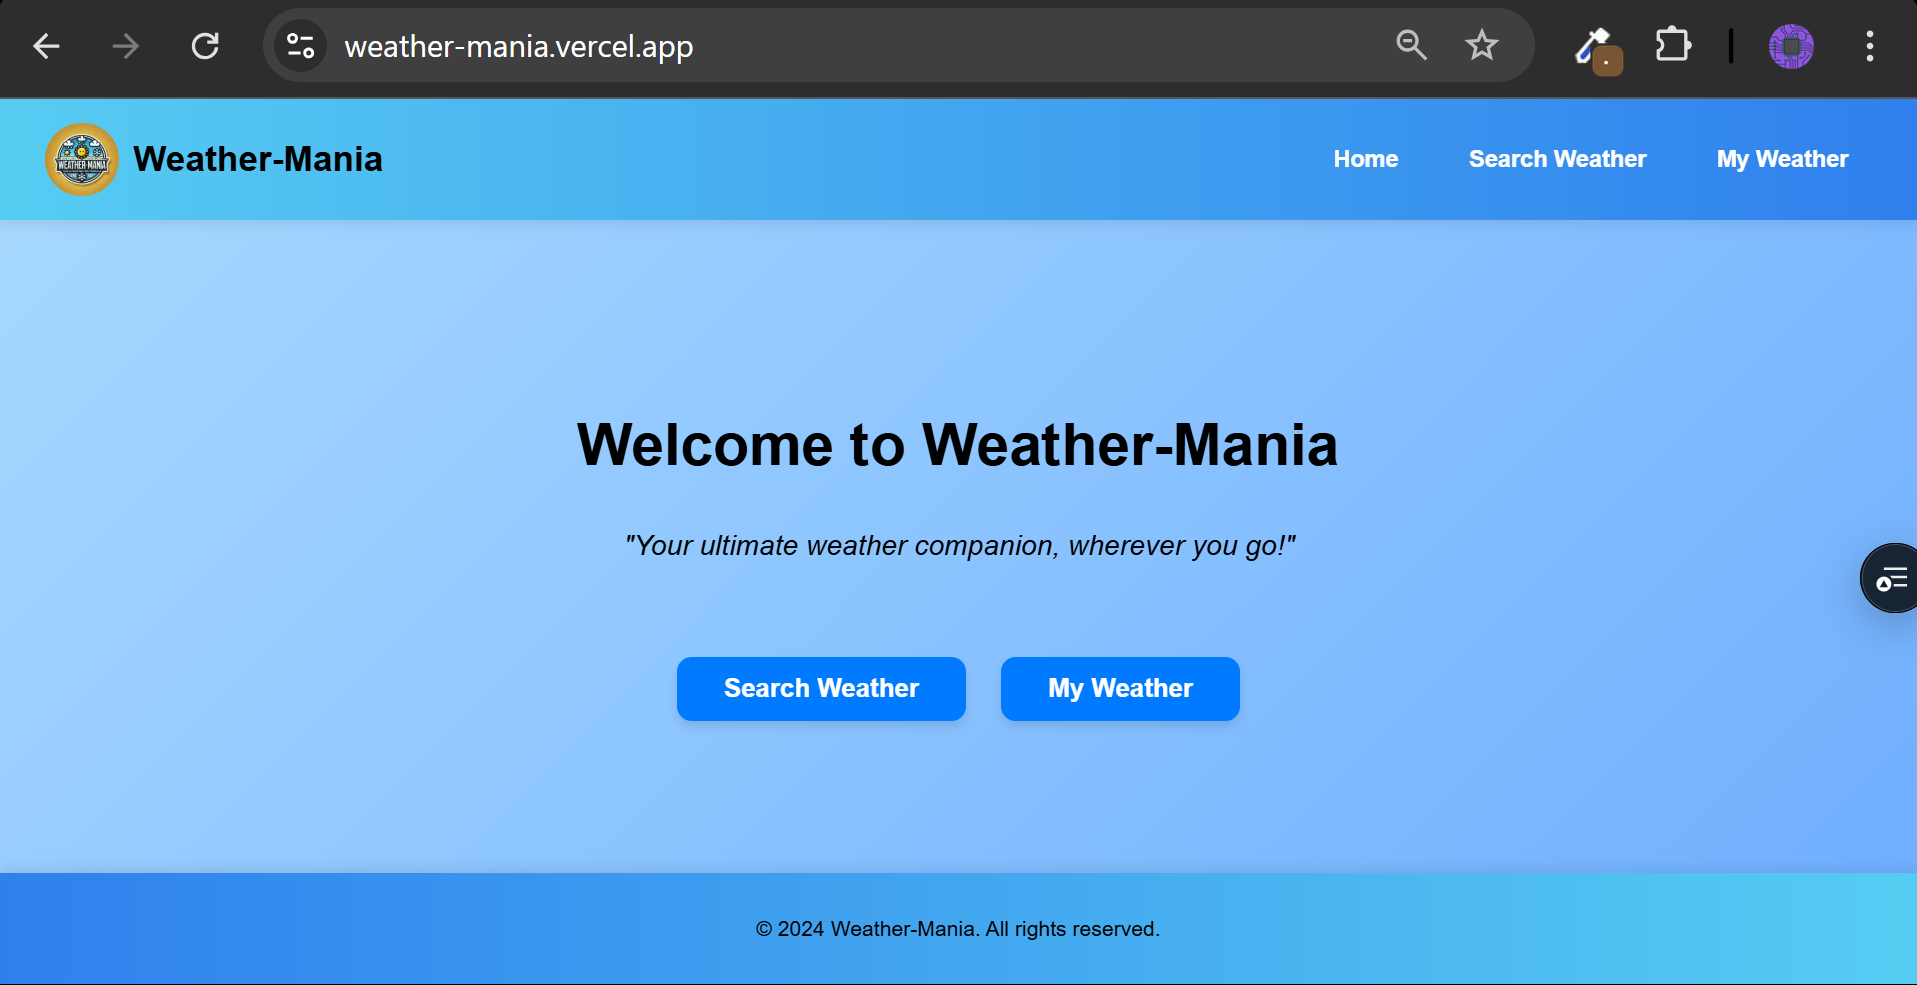 weather-mania.vercel.app
WEATHER-MANIA
Weather-Mania
Home
Search Weather
My Weather
Welcome to Weather-Mania
"Your ultimate weather companion, wherever you go!"
Search Weather
My Weather
© 2024 Weather-Mania. All rights reserved.